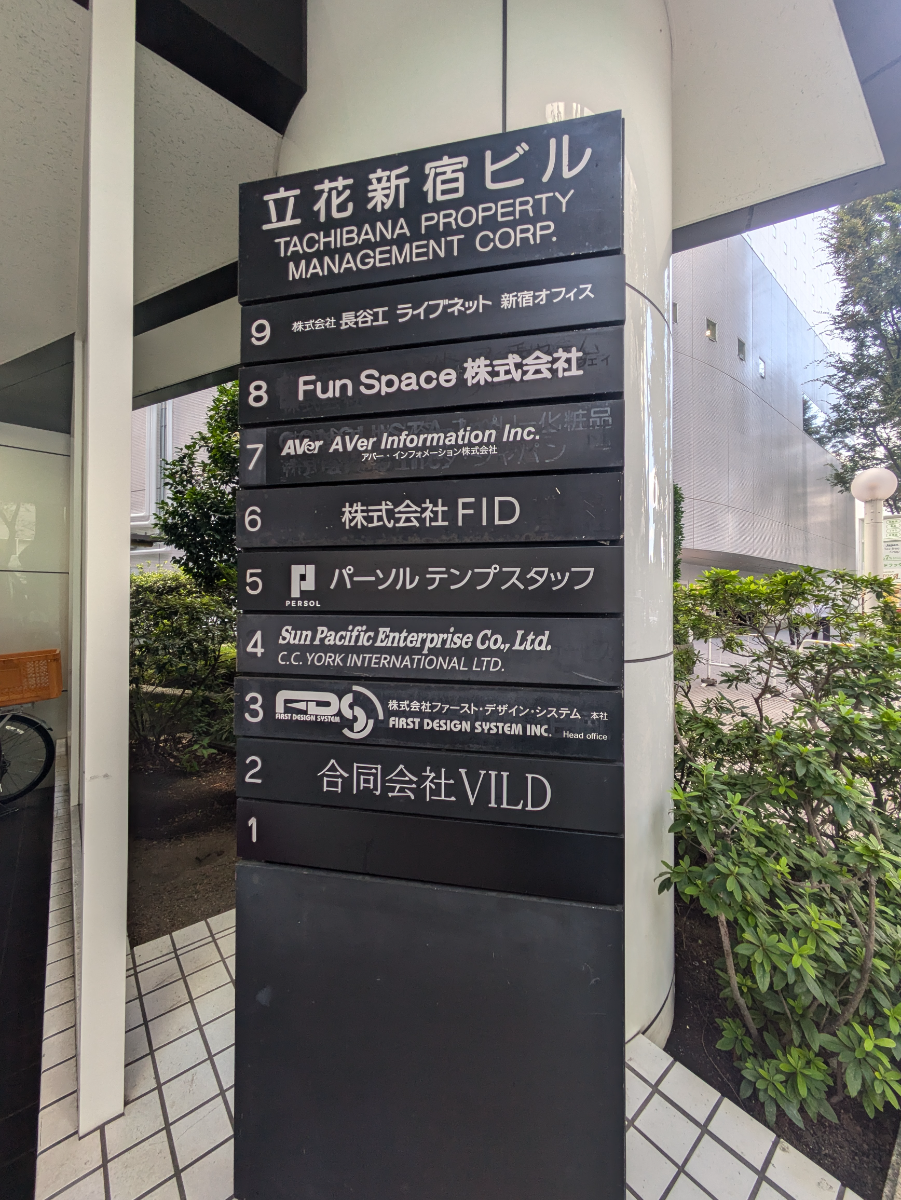 立花新宿ビル
TACHIBANA PROPERTY
MANAGEMENT CORP.
9 株式会社 長谷工 ライブネット 新宿オフィス
8 Fun Space 株式会社
7 AVer AVer Information Inc.
アバー・インフォメーション株式会社
6 株式会社 FID
5 PERSOL パーソル テンプスタッフ
4 Sun Pacific Enterprise Co., Ltd.
C.C. YORK INTERNATIONAL LTD.
3 FDS FIRST DESIGN SYSTEM 株式会社ファースト・デザイン・システム 本社
FIRST DESIGN SYSTEM INC. Head office
2 合同会社VILD
1